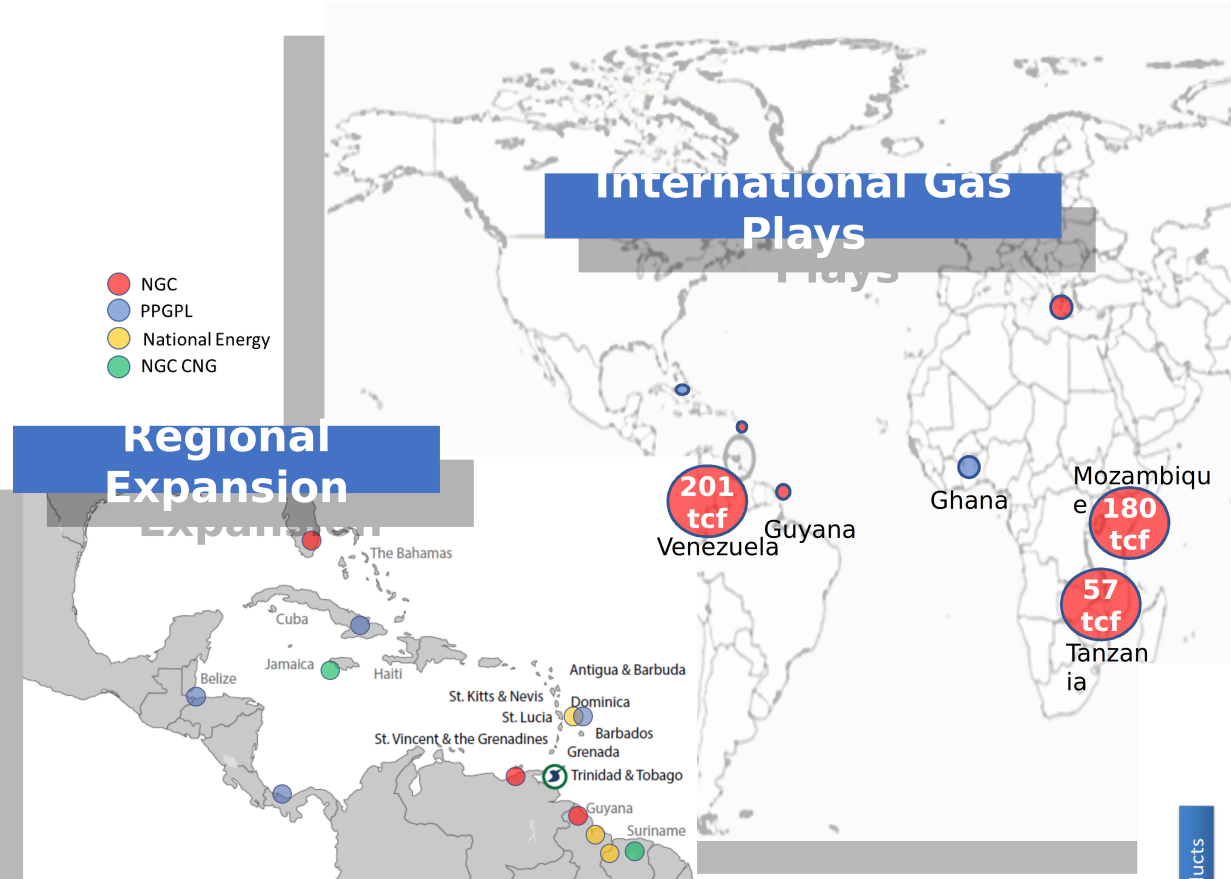 International Gas
Plays
Plays
NGC
PPGPL
National Energy
NGC CNG
Regional
Expansion
Expansion
201
tcf
Venezuela
Guyana
Ghana
Mozambiqu
e
180
tcf
57
tcf
Tanzan
ia
The Bahamas
Cuba
Jamaica
Haiti
Belize
Antigua & Barbuda
St. Kitts & Nevis
Dominica
St. Lucia
Barbados
St. Vincent & the Grenadines
Grenada
Trinidad & Tobago
Guyana
Suriname
ucts